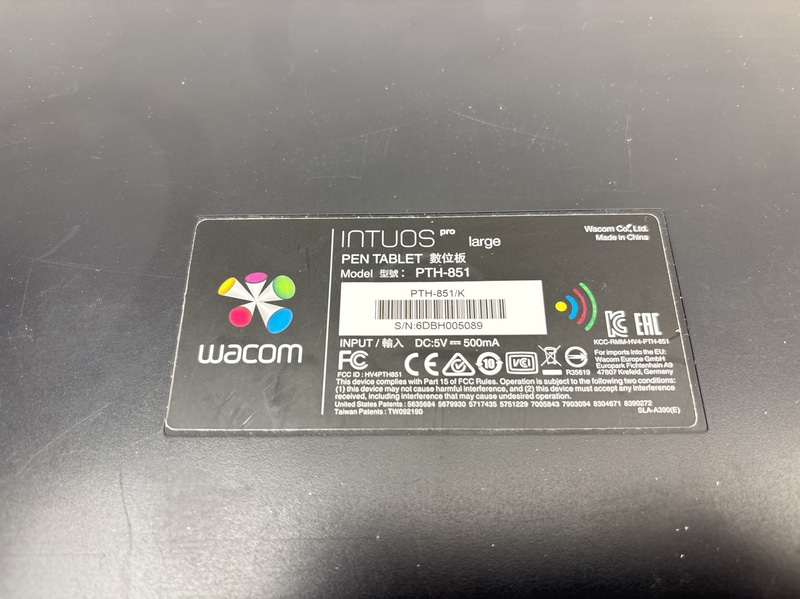 wacom
INTUOS pro large
PEN TABLET 數位板
Model 型號: PTH-851
PTH-851/K
S/N:6DBH005089
INPUT / 輸入 DC:5V⎓500mA
FC
FCC ID : HV4PTH851
CE
10
VCI
R35619
This device complies with Part 15 of FCC Rules. Operation is subject to the following two conditions:
(1) this device may not cause harmful interference, and (2) this device must accept any interference
received, including interference that may cause undesired operation.
United States Patents : 5635684 5679930 5717435 5751229 7005843 7903094 8304671 8390272
Taiwan Patents : TW092190
Wacom Co., Ltd.
Made in China
KC EAC
KCC-RMM-HV4-PTH-851
For imports into the EU:
Wacom Europe GmbH
Europark Fichtenhain A9
47807 Krefeld, Germany
SLA-A390(E)